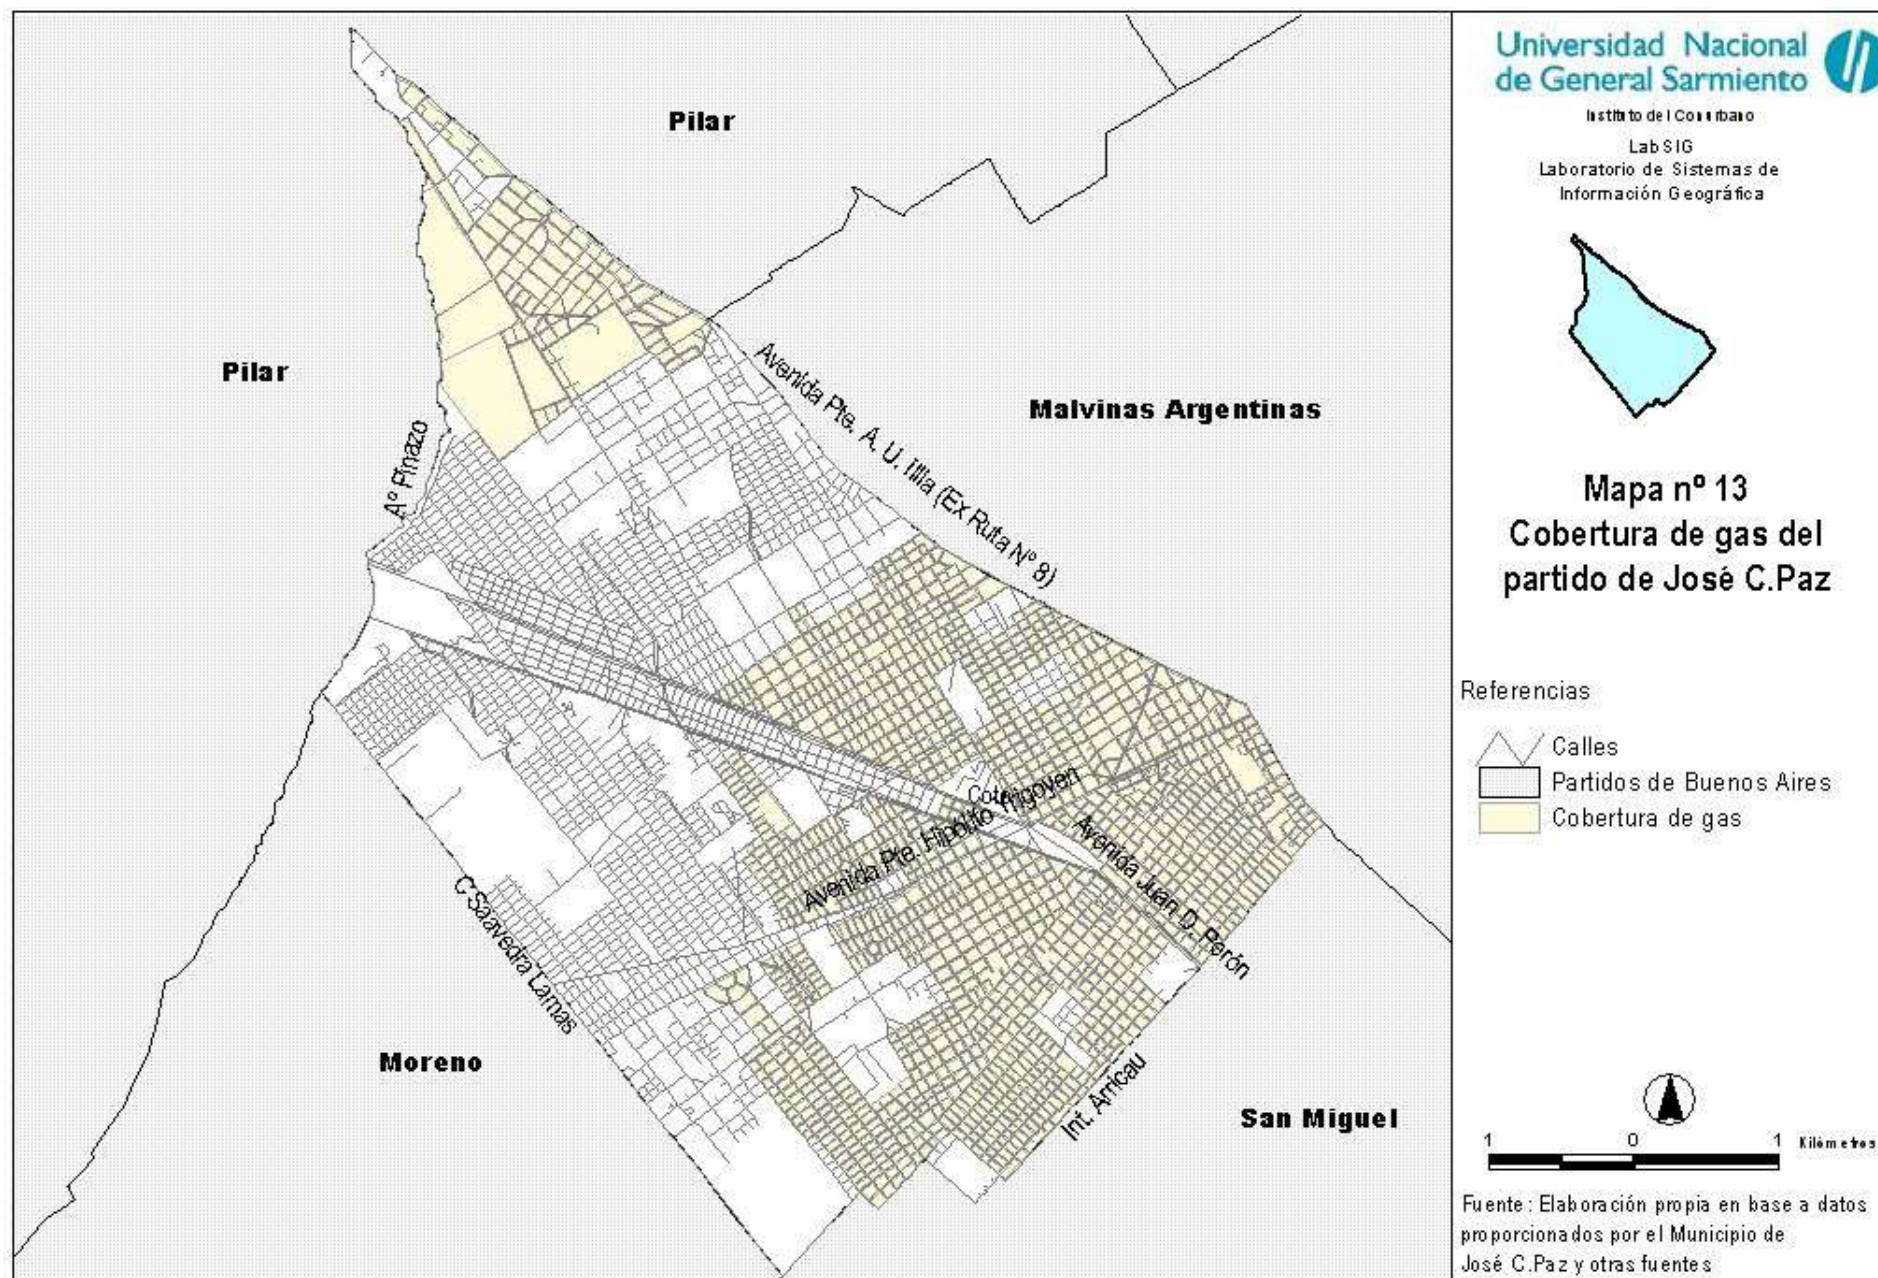 Pilar
Pilar
Malvinas Argentinas
Moreno
San Miguel
Avenida Pte. A. U. Illia (Ex Ruta Nº 8)
Aº Pinazo
Avenida Pte. Hipólito Yrigoyen
Avenida Juan D. Perón
C Saavedra Lamas
Int. Arricau
Universidad Nacional
de General Sarmiento
Instituto del Conurbano
LabSIG
Laboratorio de Sistemas de
Información Geográfica
Mapa nº 13
Cobertura de gas del
partido de José C.Paz
Referencias
Calles
Partidos de Buenos Aires
Cobertura de gas
1 0 1 Kilómetros
Fuente: Elaboración propia en base a datos
proporcionados por el Municipio de
José C.Paz y otras fuentes